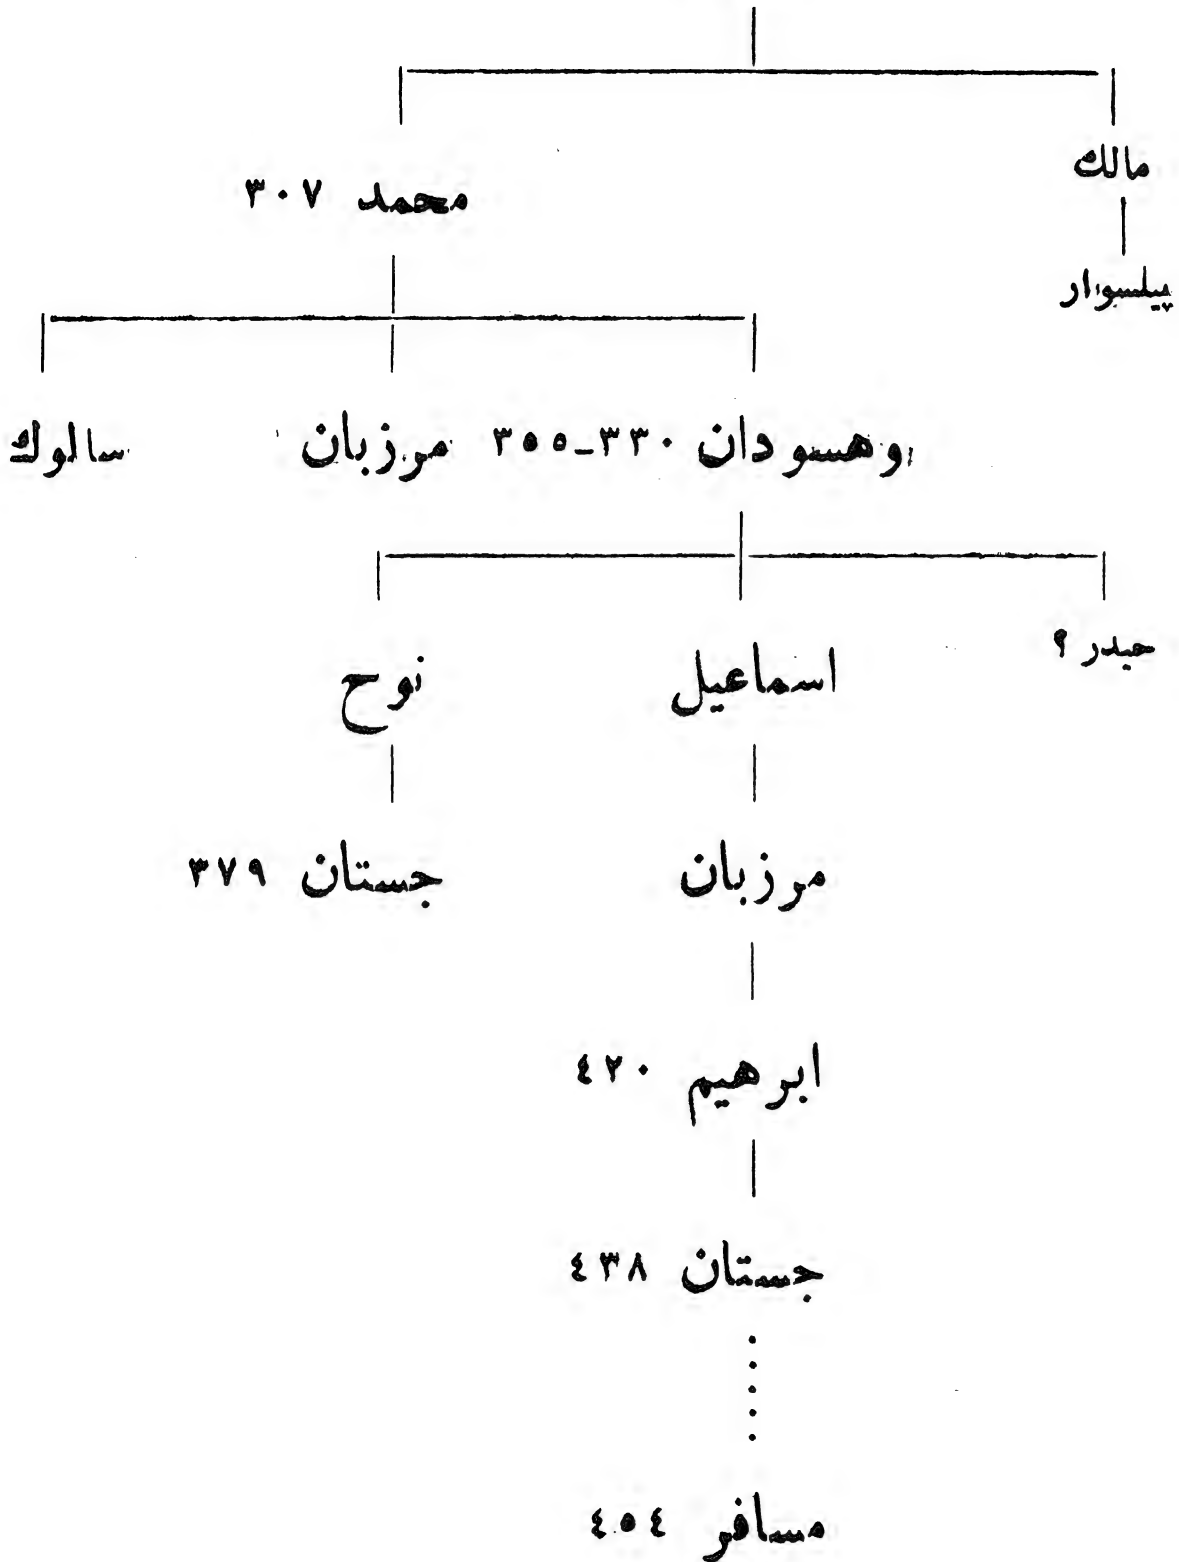 مالك
محمد ٣٠٧
پیلسوار
وهسودان ٣٣٠-٣٥٥ مرزبان سالوك
حیدر ؟
اسماعیل نوح
مرزبان جستان ٣٧٩
ابرهیم ٤٢٠
جستان ٤٣٨
مسافر ٤٥٤